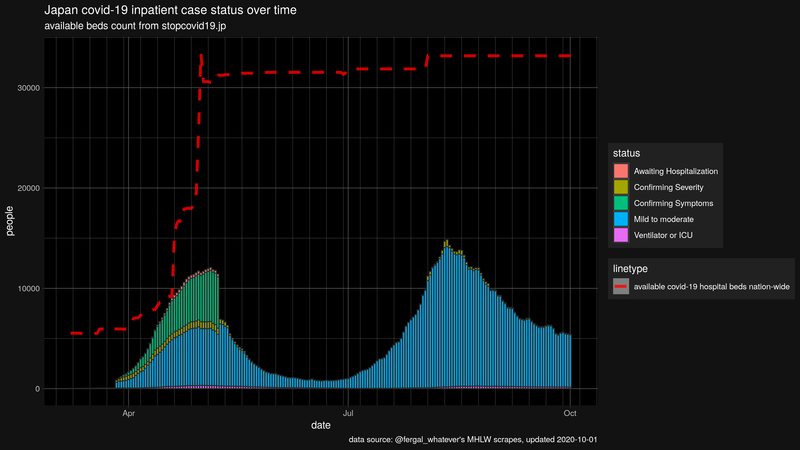 Japan covid-19 inpatient case status over time
available beds count from stopcovid19.jp
30000
20000
10000
0
people
Apr
Jul
Oct
date
status
Awaiting Hospitalization
Confirming Severity
Confirming Symptoms
Mild to moderate
Ventilator or ICU
linetype
available covid-19 hospital beds nation-wide
data source: @fergal_whatever's MHLW scrapes, updated 2020-10-01